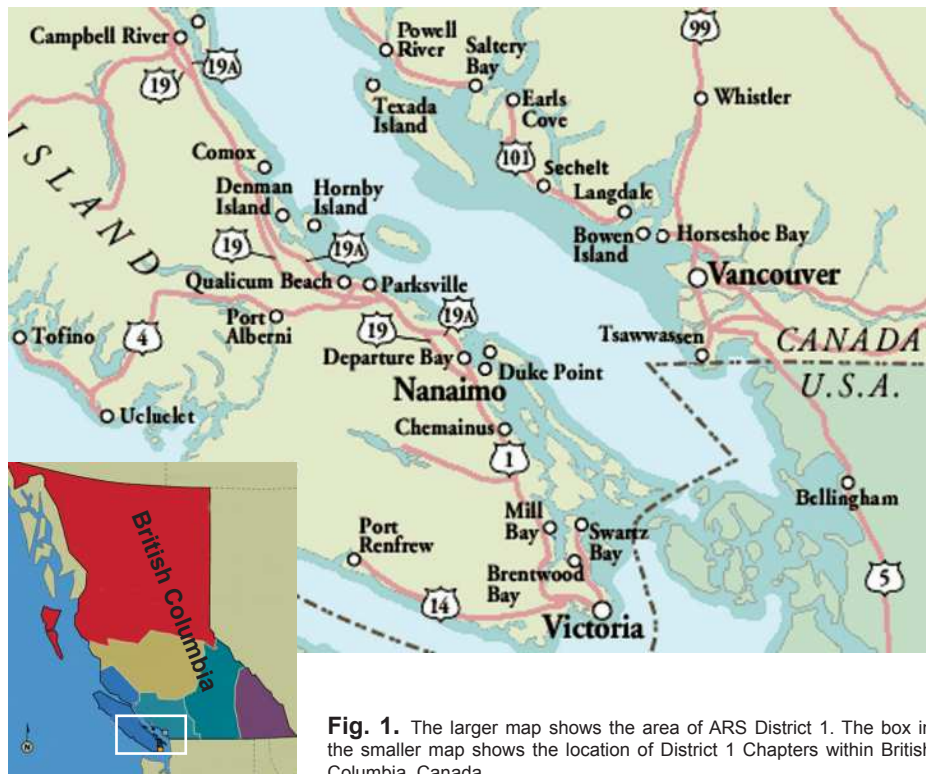 Campbell River
19
19A
Powell
River
Saltery
Bay
99
Texada
Island
Earls
Cove
Whistler
ISLAND
101
Comox
Sechelt
Denman
Island
Hornby
Island
Langdale
Bowen
Island
Horseshoe Bay
19
19A
Vancouver
Qualicum Beach
Parksville
Port
Alberni
4
19
19A
Tofino
Tsawwassen
CANADA
U.S.A.
Departure Bay
Duke Point
Nanaimo
Ucluelet
Chemainus
1
Bellingham
Mill
Bay
Swartz
Bay
Port
Renfrew
Brentwood
Bay
14
5
Victoria
British Columbia
N
Fig. 1. The larger map shows the area of ARS District 1. The box in
the smaller map shows the location of District 1 Chapters within British
Columbia, Canada